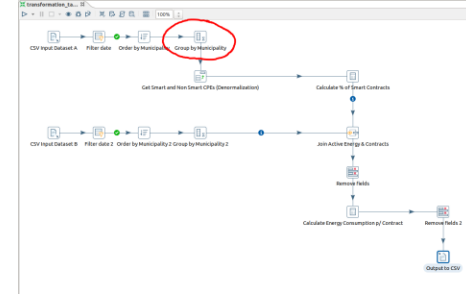 transformation_ta...
100%
CSV Input Dataset A
Filter date
Order by Municipality
Group by Municipality
Get Smart and Non Smart CPEs (Denormalization)
Calculate % of Smart Contracts
CSV Input Dataset B
Filter date 2
Order by Municipality 2
Group by Municipality 2
Join Active Energy & Contracts
Remove fields
Calculate Energy Consumption p/ Contract
Remove fields 2
Output to CSV